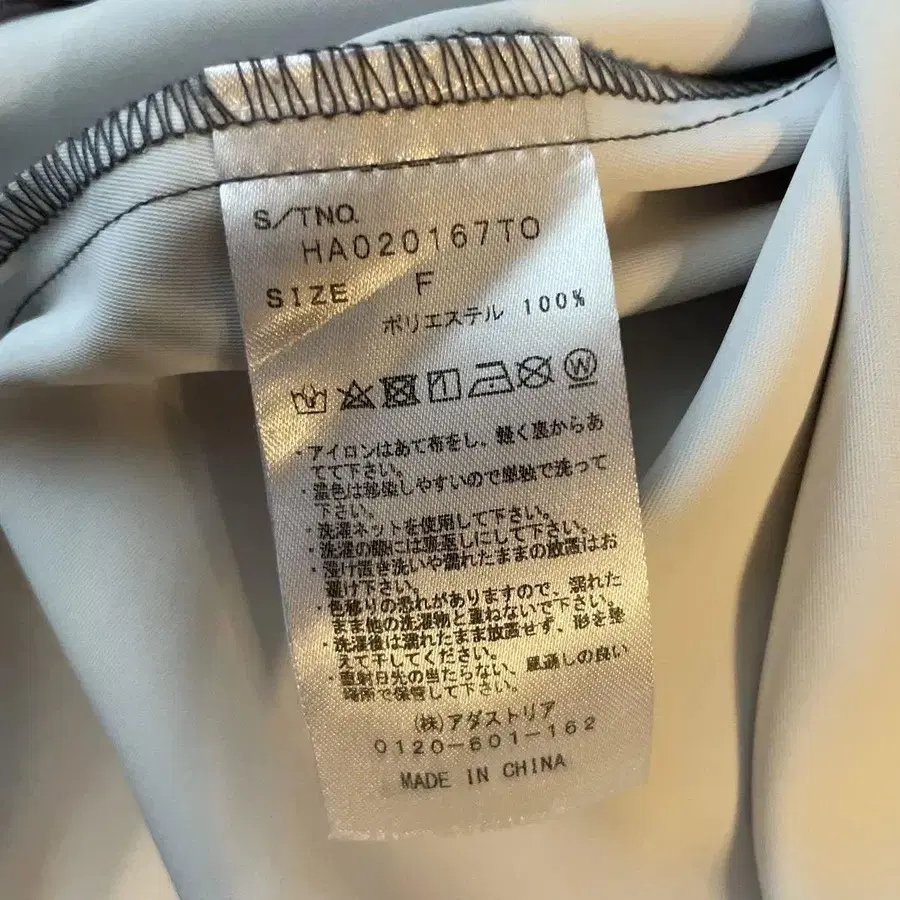 S/TNO.
HA020167TO
SIZE F
ポリエステル 100%
W
・アイロンはあて布をし、軽く裏からあ
てて下さい。
・濃色は移染しやすいので単独で洗って
下さい。
・洗濯ネットを使用して下さい。
・洗濯の際には裏返しにして下さい。
・漬け置き洗いや濡れたままの放置はお
避け下さい。
・色移りの恐れがありますので、濡れた
まま他の洗濯物と重ねないで下さい。
・洗濯後は濡れたまま放置せず、形を整
えて干してください。
・直射日光の当たらない、風通しの良い
場所で保管して下さい。
(株)アダストリア
0120-601-162
MADE IN CHINA